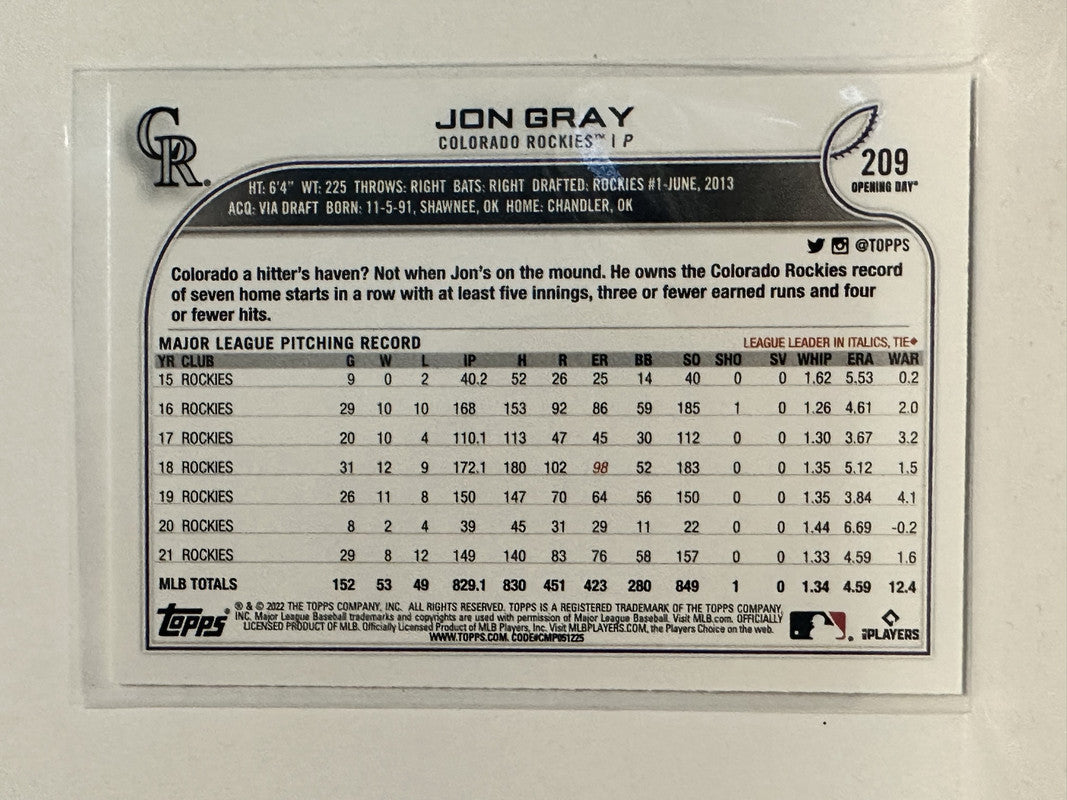 CR
JON GRAY
COLORADO ROCKIES™ | P
209
OPENING DAY®
HT: 6'4" WT: 225 THROWS: RIGHT BATS: RIGHT DRAFTED: ROCKIES #1-JUNE, 2013
ACQ: VIA DRAFT BORN: 11-5-91, SHAWNEE, OK HOME: CHANDLER, OK
@TOPPS
Colorado a hitter's haven? Not when Jon's on the mound. He owns the Colorado Rockies record
of seven home starts in a row with at least five innings, three or fewer earned runs and four
or fewer hits.
MAJOR LEAGUE PITCHING RECORD LEAGUE LEADER IN ITALICS, TIE♦
YR CLUB G W L IP H R ER BB SO SHO SV WHIP ERA WAR
15 ROCKIES 9 0 2 40.2 52 26 25 14 40 0 0 1.62 5.53 0.2
16 ROCKIES 29 10 10 168 153 92 86 59 185 1 0 1.26 4.61 2.0
17 ROCKIES 20 10 4 110.1 113 47 45 30 112 0 0 1.30 3.67 3.2
18 ROCKIES 31 12 9 172.1 180 102 98 52 183 0 0 1.35 5.12 1.5
19 ROCKIES 26 11 8 150 147 70 64 56 150 0 0 1.35 3.84 4.1
20 ROCKIES 8 2 4 39 45 31 29 11 22 0 0 1.44 6.69 -0.2
21 ROCKIES 29 8 12 149 140 83 76 58 157 0 0 1.33 4.59 1.6
MLB TOTALS 152 53 49 829.1 830 451 423 280 849 1 0 1.34 4.59 12.4
Topps®
® & © 2022 THE TOPPS COMPANY, INC. ALL RIGHTS RESERVED. TOPPS IS A REGISTERED TRADEMARK OF THE TOPPS COMPANY,
INC. Major League Baseball trademarks and copyrights are used with permission of Major League Baseball. Visit MLB.com. OFFICIALLY
LICENSED PRODUCT OF MLB. Officially Licensed Product of MLB Players, Inc. Visit MLBPLAYERS.COM, the Players Choice on the web.
WWW.TOPPS.COM. CODE#CMP051225
MLBPLAYERS